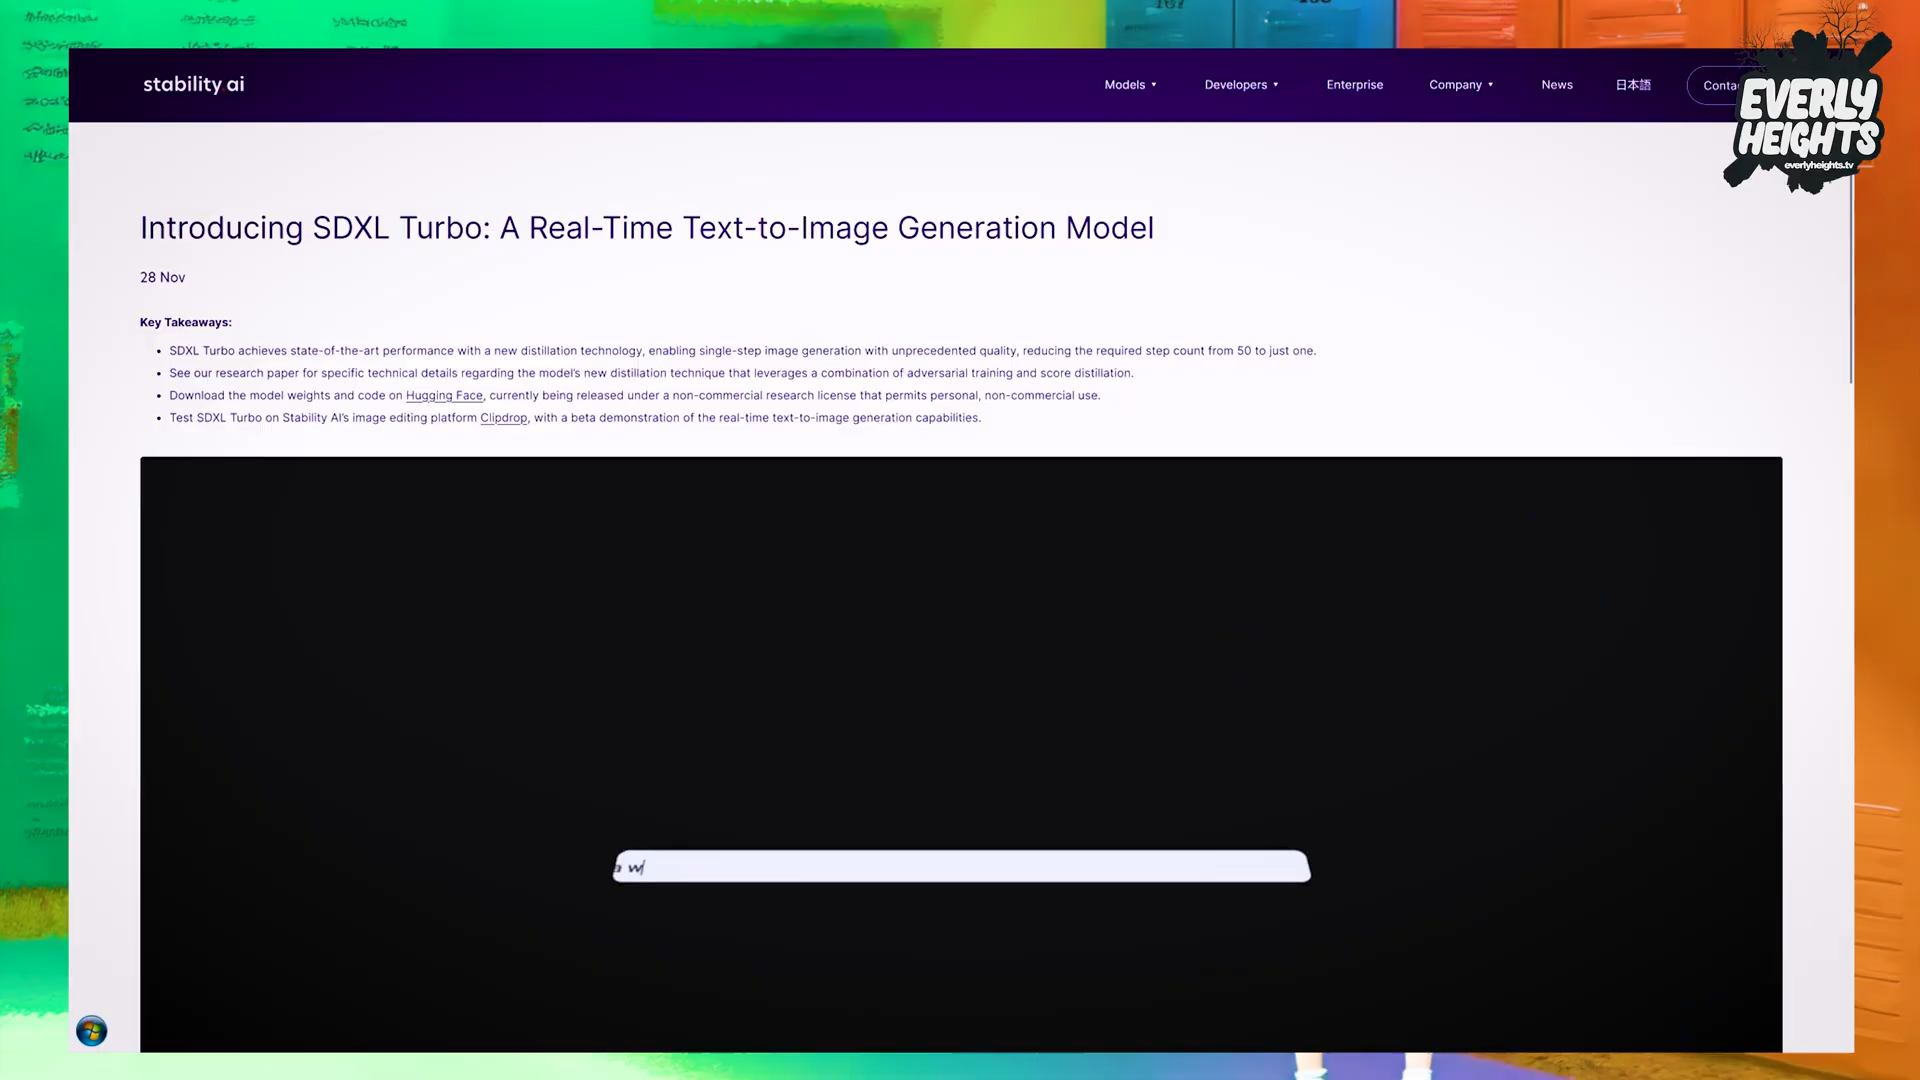 stability ai
Models Developers Enterprise Company News 日本語
EVERLY
HEIGHTS
everlyheights.tv
Introducing SDXL Turbo: A Real-Time Text-to-Image Generation Model
28 Nov
Key Takeaways:
• SDXL Turbo achieves state-of-the-art performance with a new distillation technology, enabling single-step image generation with unprecedented quality, reducing the required step count from 50 to just one.
• See our research paper for specific technical details regarding the model's new distillation technique that leverages a combination of adversarial training and score distillation.
• Download the model weights and code on Hugging Face, currently being released under a non-commercial research license that permits personal, non-commercial use.
• Test SDXL Turbo on Stability AI's image editing platform Clipdrop, with a beta demonstration of the real-time text-to-image generation capabilities.
a w